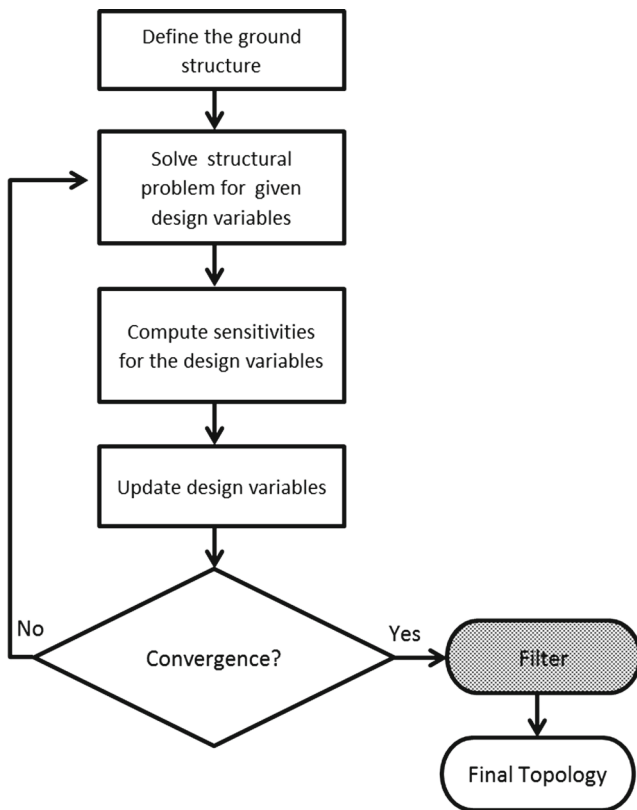 Define the ground
structure
Solve structural
problem for given
design variables
Compute sensitivities
for the design variables
Update design variables
No
Convergence?
Yes
Filter
Final Topology